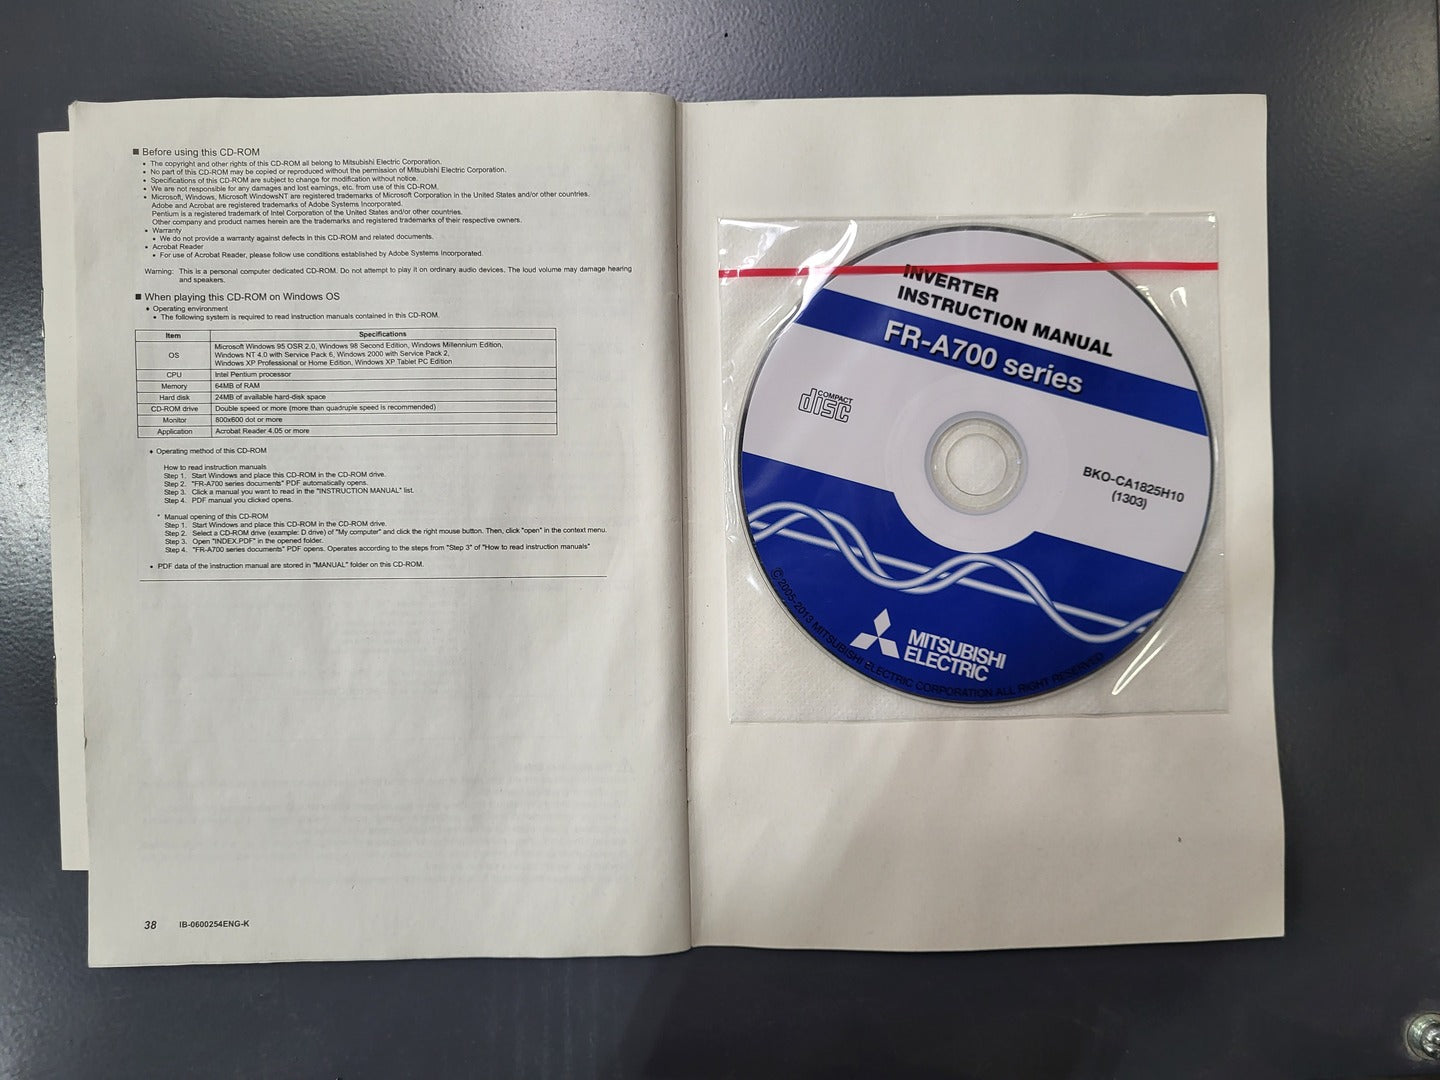 ■ Before using this CD-ROM
• The copyright and other rights of this CD-ROM all belong to Mitsubishi Electric Corporation.
• No part of this CD-ROM may be copied or reproduced without the permission of Mitsubishi Electric Corporation.
• Specifications of this CD-ROM are subject to change for modification without notice.
• We are not responsible for any damages and lost earnings, etc. from use of this CD-ROM.
• Microsoft, Windows, Microsoft WindowsNT are registered trademarks of Microsoft Corporation in the United States and/or other countries.
Adobe and Acrobat are registered trademarks of Adobe Systems Incorporated.
Pentium is a registered trademark of Intel Corporation of the United States and/or other countries.
Other company and product names herein are the trademarks and registered trademarks of their respective owners.
• Warranty
• We do not provide a warranty against defects in this CD-ROM and related documents.
• Acrobat Reader
• For use of Acrobat Reader, please follow use conditions established by Adobe Systems Incorporated.
Warning: This is a personal computer dedicated CD-ROM. Do not attempt to play it on ordinary audio devices. The loud volume may damage hearing
and speakers.
■ When playing this CD-ROM on Windows OS
• Operating environment
• The following system is required to read instruction manuals contained in this CD-ROM.
Item Specifications
OS Microsoft Windows 95 OSR 2.0, Windows 98 Second Edition, Windows Millennium Edition,
Windows NT 4.0 with Service Pack 6, Windows 2000 with Service Pack 2,
Windows XP Professional or Home Edition, Windows XP Tablet PC Edition
CPU Intel Pentium processor
Memory 64MB of RAM
Hard disk 24MB of available hard-disk space
CD-ROM drive Double speed or more (more than quadruple speed is recommended)
Monitor 800x600 dot or more
Application Acrobat Reader 4.05 or more
• Operating method of this CD-ROM
How to read instruction manuals
Step 1. Start Windows and place this CD-ROM in the CD-ROM drive.
Step 2. "FR-A700 series documents" PDF automatically opens.
Step 3. Click a manual you want to read in the "INSTRUCTION MANUAL" list.
Step 4. PDF manual you clicked opens.
* Manual opening of this CD-ROM
Step 1. Start Windows and place this CD-ROM in the CD-ROM drive.
Step 2. Select a CD-ROM drive (example: D drive) of "My computer" and click the right mouse button. Then, click "open" in the context menu.
Step 3. Open "INDEX.PDF" in the opened folder.
Step 4. "FR-A700 series documents" PDF opens. Operates according to the steps from "Step 3" of "How to read instruction manuals"
• PDF data of the instruction manual are stored in "MANUAL" folder on this CD-ROM.
38 IB-0600254ENG-K
INVERTER
INSTRUCTION MANUAL
FR-A700 series
COMPACT
disc
BKO-CA1825H10
(1303)
MITSUBISHI
ELECTRIC
©2005-2013 MITSUBISHI ELECTRIC CORPORATION ALL RIGHT RESERVED